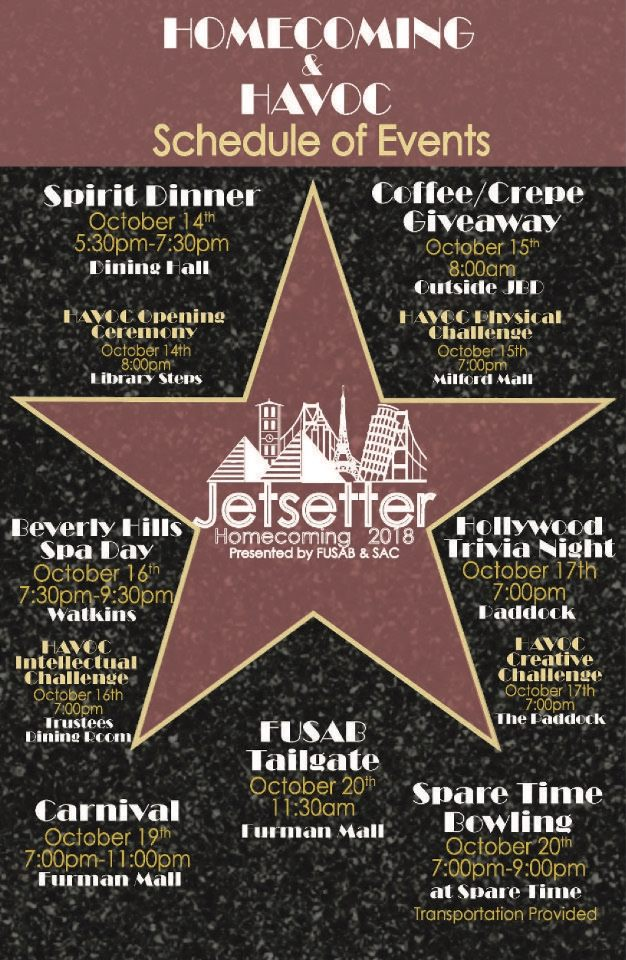 HOMECOMING
&
HAVOC
Schedule of Events
Spirit Dinner
October 14th
5:30pm-7:30pm
Dining Hall
HAVOC Opening
Ceremony
October 14th
8:00pm
Library Steps
Coffee/Crepe
Giveaway
October 15th
8:00am
Outside JBD
HAVOC Physical
Challenge
October 15th
7:00pm
Milford Mall
Jetsetter
Homecoming 2018
Presented by FUSAB & SAC
Beverly Hills
Spa Day
October 16th
7:30pm-9:30pm
Watkins
HAVOC
Intellectual
Challenge
October 16th
7:00pm
Trustees
Dining Room
Hollywood
Trivia Night
October 17th
7:00pm
Paddock
HAVOC
Creative
Challenge
October 17th
7:00pm
The Paddock
Carnival
October 19th
7:00pm-11:00pm
Furman Mall
FUSAB
Tailgate
October 20th
11:30am
Furman Mall
Spare Time
Bowling
October 20th
7:00pm-9:00pm
at Spare Time
Transportation Provided